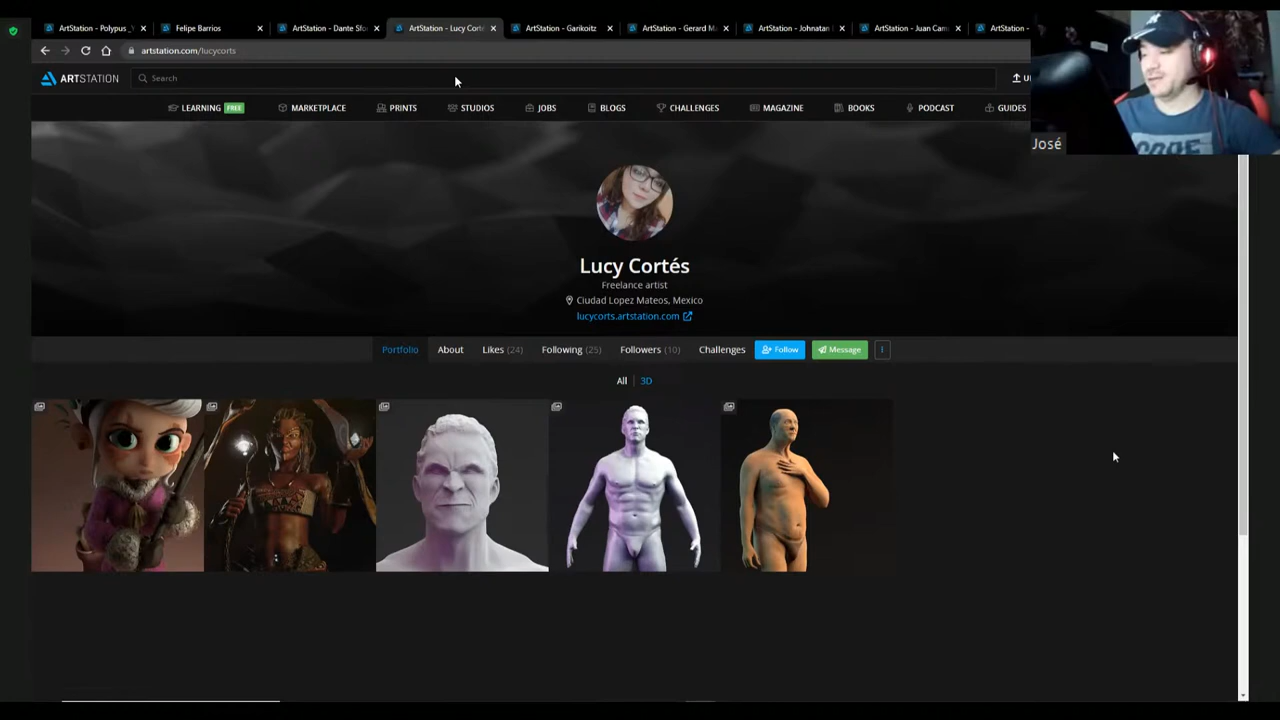 ArtStation - Polypus_V
Felipe Barrios
ArtStation - Dante Sfor
ArtStation - Lucy Corté
ArtStation - Garikoitz
ArtStation - Gerard M
ArtStation - Johnatan
ArtStation - Juan Cam
ArtStation -
artstation.com/lucycorts
ARTSTATION
Search
LEARNING FREE
MARKETPLACE
PRINTS
STUDIOS
JOBS
BLOGS
CHALLENGES
MAGAZINE
BOOKS
PODCAST
GUIDES
José
Lucy Cortés
Freelance artist
Ciudad Lopez Mateos, Mexico
lucycorts.artstation.com
Portfolio About Likes (24) Following (25) Followers (10) Challenges Follow Message
All | 3D